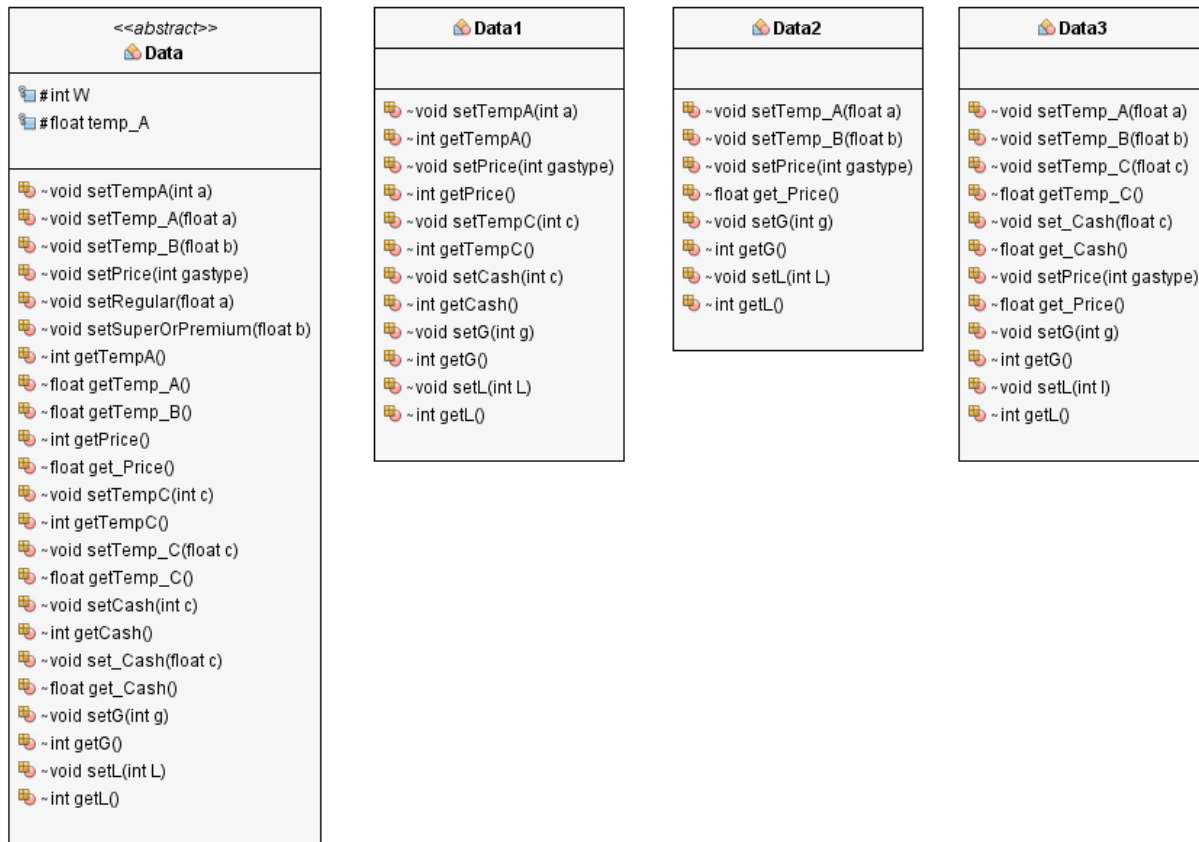 <<abstract>>
Data
# int W
# float temp_A
~ void setTempA(int a)
~ void setTemp_A(float a)
~ void setTemp_B(float b)
~ void setPrice(int gastype)
~ void setRegular(float a)
~ void setSuperOrPremium(float b)
~ int getTempA()
~ float getTemp_A()
~ float getTemp_B()
~ int getPrice()
~ float get_Price()
~ void setTempC(int c)
~ int getTempC()
~ void setTemp_C(float c)
~ float getTemp_C()
~ void setCash(int c)
~ int getCash()
~ void set_Cash(float c)
~ float get_Cash()
~ void setG(int g)
~ int getG()
~ void setL(int L)
~ int getL()
Data1
~ void setTempA(int a)
~ int getTempA()
~ void setPrice(int gastype)
~ int getPrice()
~ void setTempC(int c)
~ int getTempC()
~ void setCash(int c)
~ int getCash()
~ void setG(int g)
~ int getG()
~ void setL(int L)
~ int getL()
Data2
~ void setTemp_A(float a)
~ void setTemp_B(float b)
~ void setPrice(int gastype)
~ float get_Price()
~ void setG(int g)
~ int getG()
~ void setL(int L)
~ int getL()
Data3
~ void setTemp_A(float a)
~ void setTemp_B(float b)
~ void setTemp_C(float c)
~ float getTemp_C()
~ void set_Cash(float c)
~ float get_Cash()
~ void setPrice(int gastype)
~ float get_Price()
~ void setG(int g)
~ int getG()
~ void setL(int l)
~ int getL()